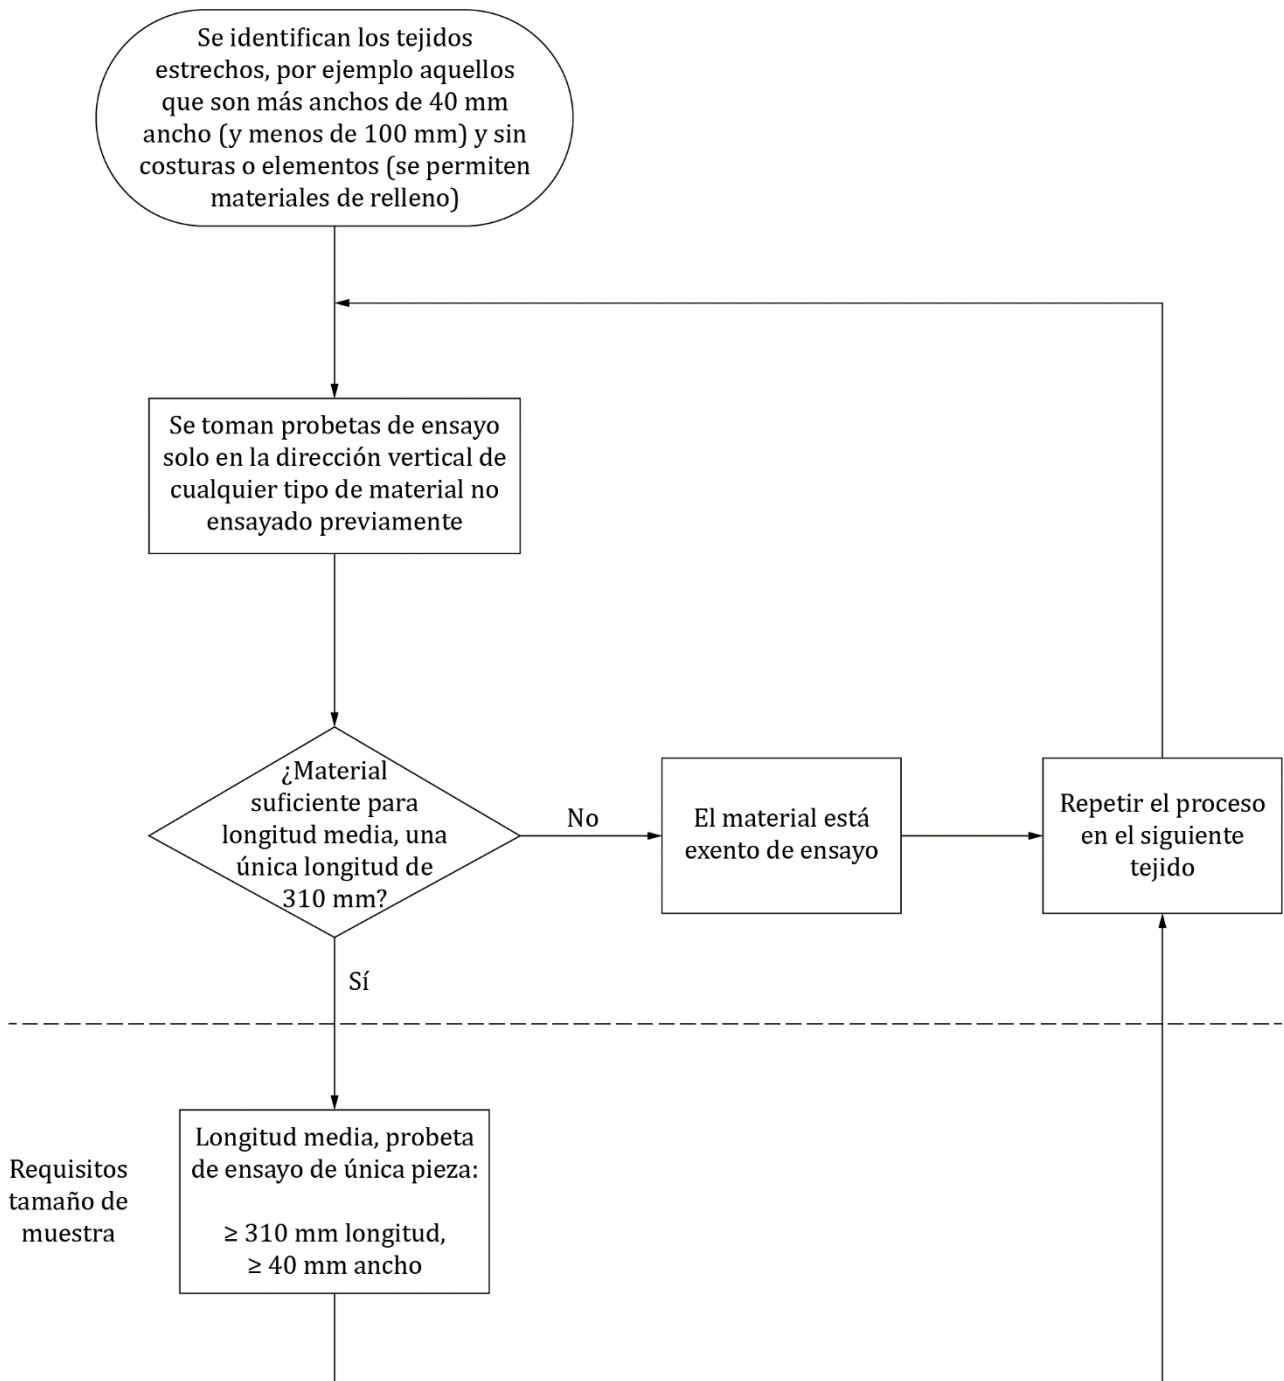 Se identifican los tejidos
estrechos, por ejemplo aquellos
que son más anchos de 40 mm
ancho (y menos de 100 mm) y sin
costuras o elementos (se permiten
materiales de relleno)
Se toman probetas de ensayo
solo en la dirección vertical de
cualquier tipo de material no
ensayado previamente
¿Material
suficiente para
longitud media, una
única longitud de
310 mm?
No
El material está
exento de ensayo
Repetir el proceso
en el siguiente
tejido
Sí
Requisitos
tamaño de
muestra
Longitud media, probeta
de ensayo de única pieza:
≥ 310 mm longitud,
≥ 40 mm ancho